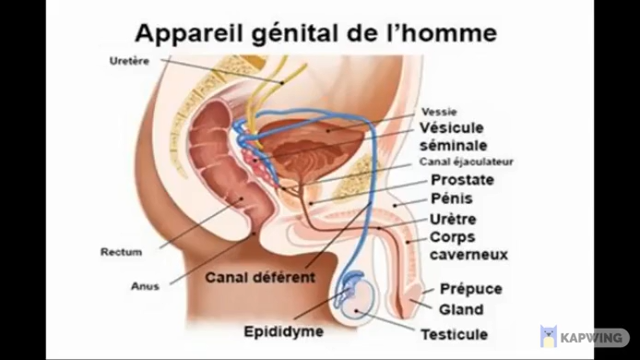 Appareil génital de l'homme
Uretère
Vessie
Vésicule
séminale
Canal éjaculateur
Prostate
Pénis
Urètre
Corps
caverneux
Rectum
Canal déférent
Anus
Prépuce
Gland
Epididyme
Testicule
KAPWING